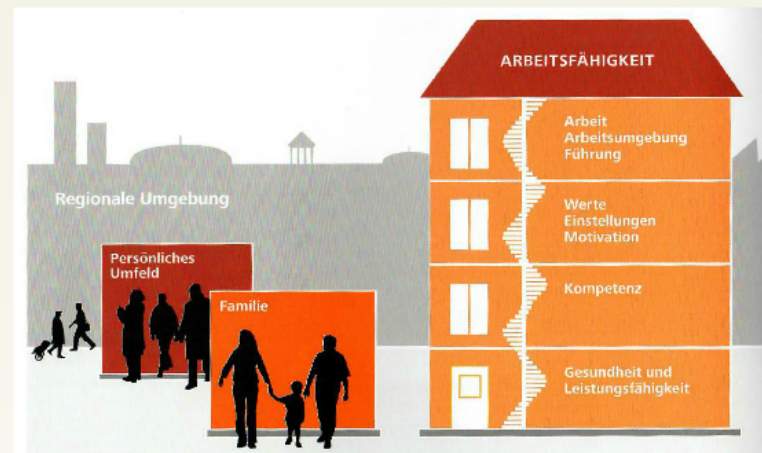 ARBEITSFÄHIGKEIT
Arbeit
Arbeitsumgebung
Führung
Werte
Einstellungen
Motivation
Kompetenz
Gesundheit und
Leistungsfähigkeit
Regionale Umgebung
Persönliches
Umfeld
Familie